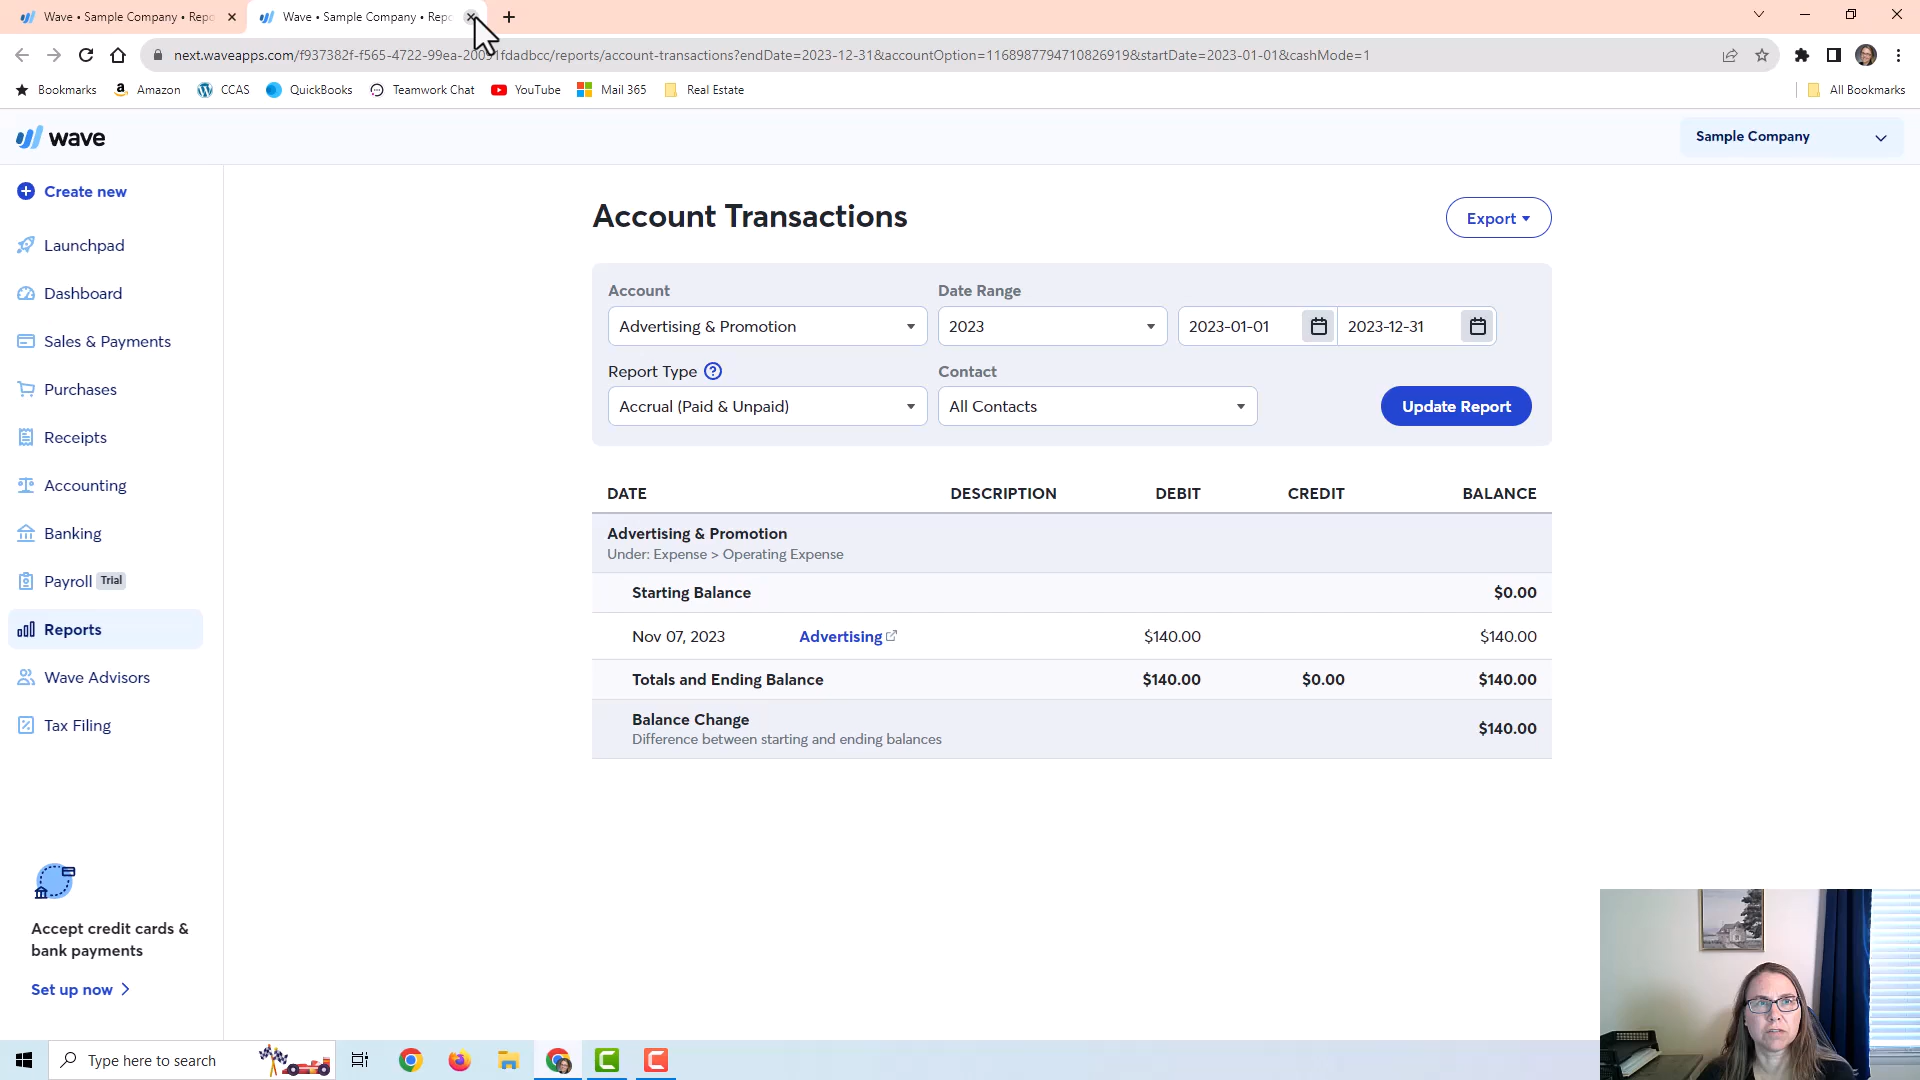 Wave • Sample Company • Repo
Wave • Sample Company • Repo
next.waveapps.com/f937382f-f565-4722-99ea-20091fdadbcc/reports/account-transactions?endDate=2023-12-31&accountOption=1168987794710826919&startDate=2023-01-01&cashMode=1
Bookmarks
Amazon
CCAS
QuickBooks
Teamwork Chat
YouTube
Mail 365
Real Estate
All Bookmarks
wave
Sample Company
Create new
Launchpad
Dashboard
Sales & Payments
Purchases
Receipts
Accounting
Banking
Payroll Trial
Reports
Wave Advisors
Tax Filing
Accept credit cards &
bank payments
Set up now
Account Transactions
Export
Account
Date Range
Advertising & Promotion
2023
2023-01-01
2023-12-31
Report Type ?
Contact
Accrual (Paid & Unpaid)
All Contacts
Update Report
DATE DESCRIPTION DEBIT CREDIT BALANCE
Advertising & Promotion
Under: Expense > Operating Expense
Starting Balance $0.00
Nov 07, 2023 Advertising $140.00 $140.00
Totals and Ending Balance $140.00 $0.00 $140.00
Balance Change
Difference between starting and ending balances
$140.00
Type here to search